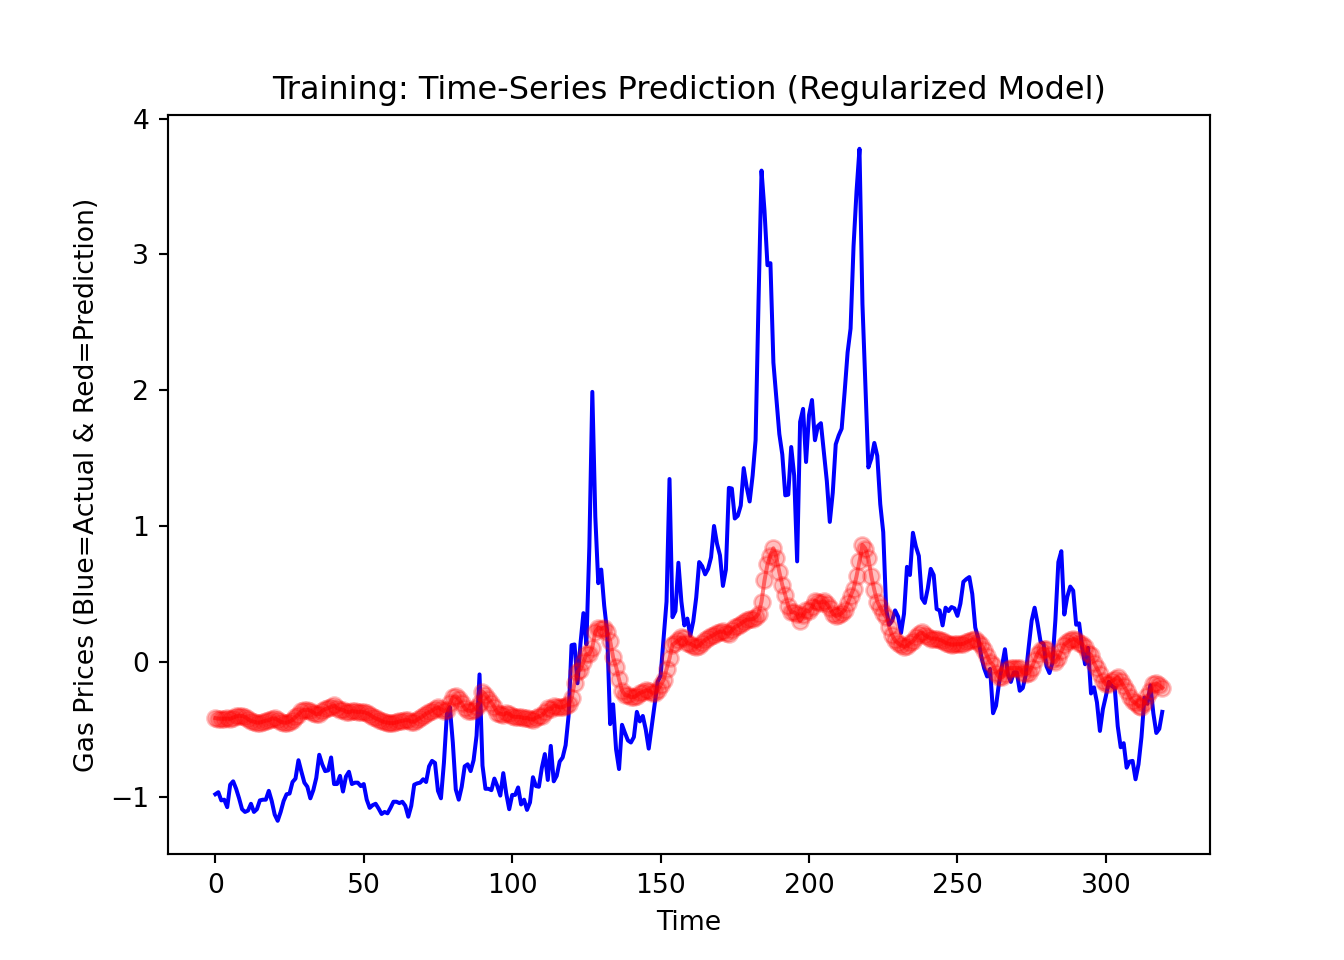 Training: Time-Series Prediction (Regularized Model)
Gas Prices (Blue=Actual & Red=Prediction)
4
3
2
1
0
−1
0 50 100 150 200 250 300
Time